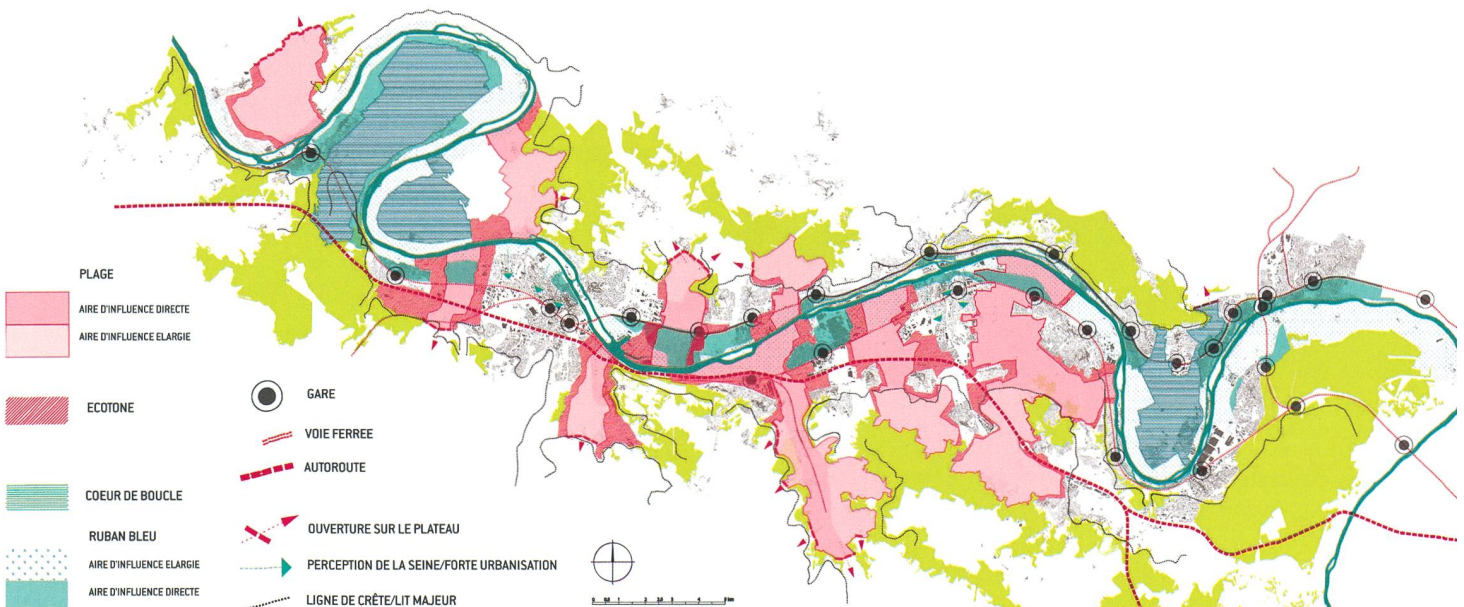 PLAGE
AIRE D'INFLUENCE DIRECTE
AIRE D'INFLUENCE ELARGIE
ECOTONE
COEUR DE BOUCLE
RUBAN BLEU
AIRE D'INFLUENCE ELARGIE
AIRE D'INFLUENCE DIRECTE
GARE
VOIE FERREE
AUTOROUTE
OUVERTURE SUR LE PLATEAU
PERCEPTION DE LA SEINE/FORTE URBANISATION
LIGNE DE CRÊTE/LIT MAJEUR